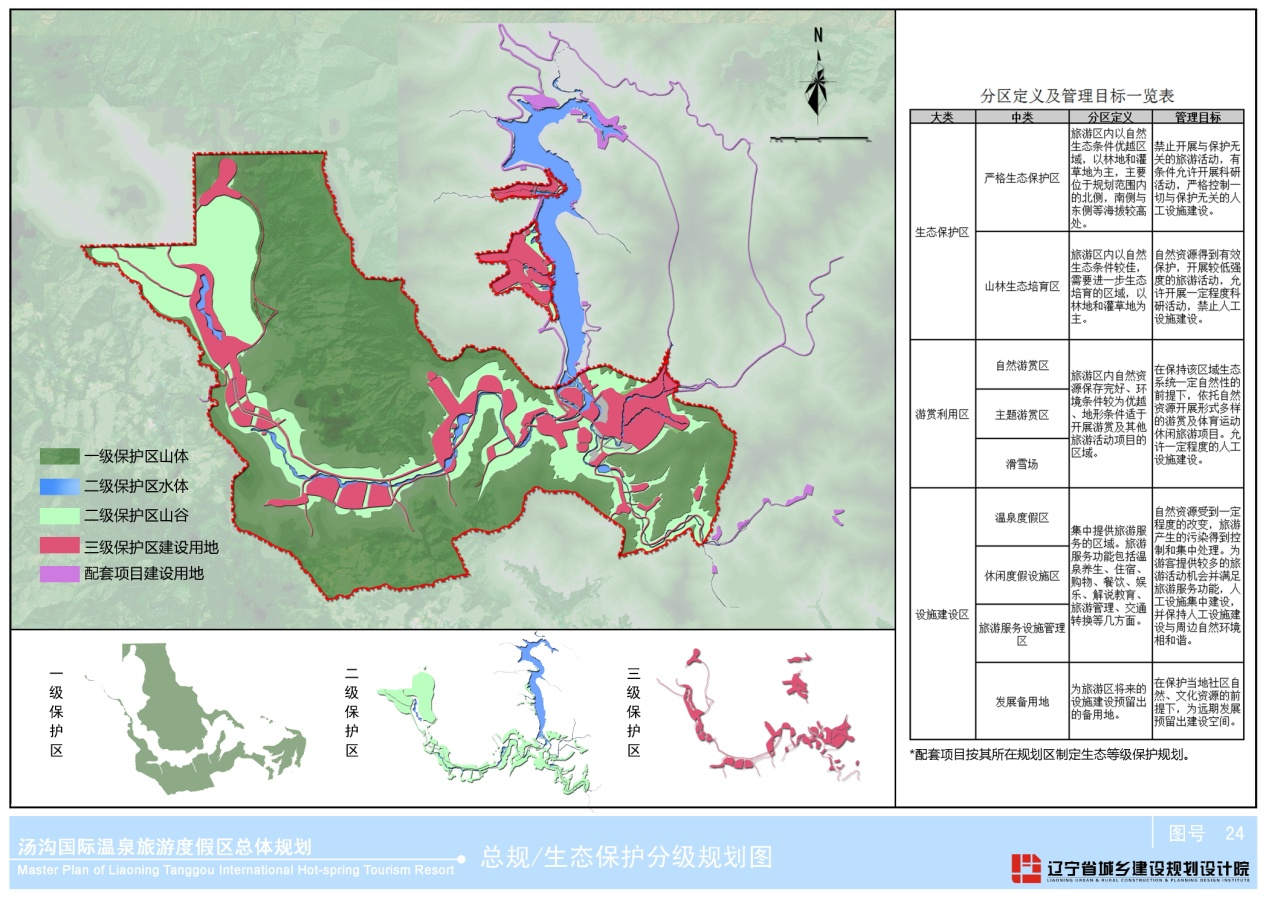 N
一级保护区山体
二级保护区水体
二级保护区山谷
三级保护区建设用地
配套项目建设用地
一级保护区
二级保护区
三级保护区
分区定义及管理目标一览表
大类 中类 分区定义 管理目标
生态保护区
严格生态保护区
旅游区内以自然
生态条件优越区
域，以林地和灌
草地为主，主要
位于规划范围内
的北侧，南侧与
东侧等海拔较高
处。
禁止开展与保护无
关的旅游活动，有
条件允许开展科研
活动，严格控制一
切与保护无关的人
工设施建设。
山林生态培育区
旅游区内以自然
生态条件较佳，
需要进一步生态
培育的区域，以
林地和灌草地为
主。
自然资源得到有效
保护，开展较低强
度的旅游活动，允
许开展一定程度科
研活动，禁止人工
设施建设。
游赏利用区
自然游赏区
主题游赏区
滑雪场
旅游区内自然资
源保存完好、环
境条件较为优越
、地形条件适于
开展游赏及其他
旅游活动项目的
区域。
在保持该区域生态
系统一定自然性的
前提下，依托自然
资源开展形式多样
的游赏及体育运动
休闲旅游项目。允
许一定程度的人工
设施建设。
设施建设区
温泉度假区
休闲度假设施区
旅游服务设施管理
区
集中提供旅游服
务的区域。旅游
服务功能包括温
泉养生、住宿、
购物、餐饮、娱
乐、解说教育、
旅游管理、交通
转换等几方面。
自然资源受到一定
程度的改变，旅游
产生的污染得到控
制和集中处理。为
游客提供较多的旅
游活动机会并满足
旅游服务功能，人
工设施集中建设，
并保持人工设施建
设与周边自然环境
相和谐。
发展备用地
为旅游区将来的
设施建设预留出
的备用地。
在保护当地社区自
然、文化资源的前
提下，为远期发展
预留出建设空间。
*配套项目按其所在规划区制定生态等级保护规划。
汤沟国际温泉旅游度假区总体规划
Master Plan of Liaoning Tanggou International Hot-spring Tourism Resort
总规/生态保护分级规划图
图号 24
辽宁省城乡建设规划设计院
LIAONING URBAN & RURAL CONSTRUCTION & PLANNING DESIGN INSTITUTE